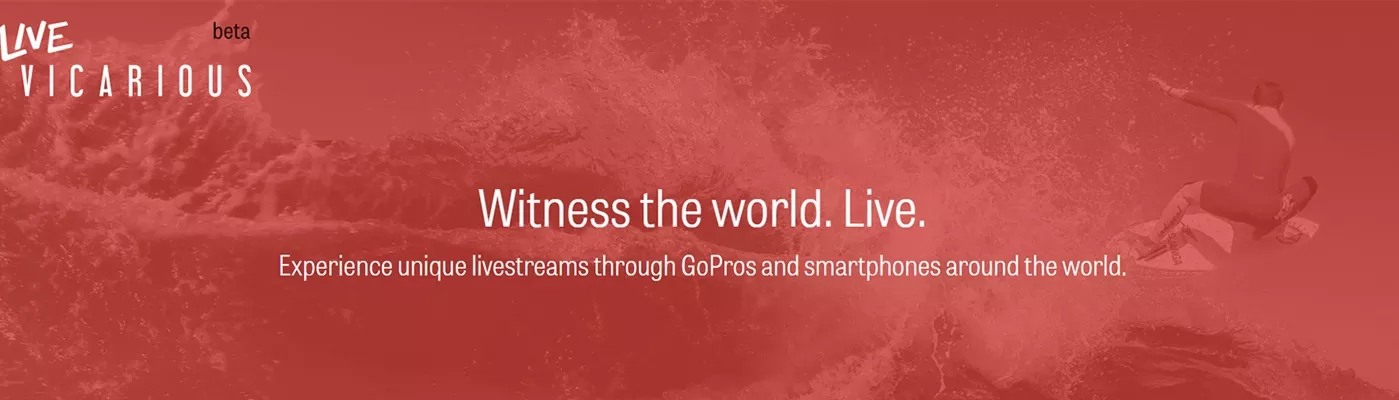 LIVE
beta
VICARIOUS
Witness the world. Live.
Experience unique livestreams through GoPros and smartphones around the world.